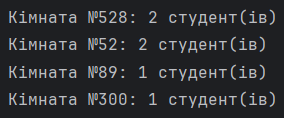 Кімната №528: 2 студент(ів)
Кімната №52: 2 студент(ів)
Кімната №89: 1 студент(ів)
Кімната №300: 1 студент(ів)